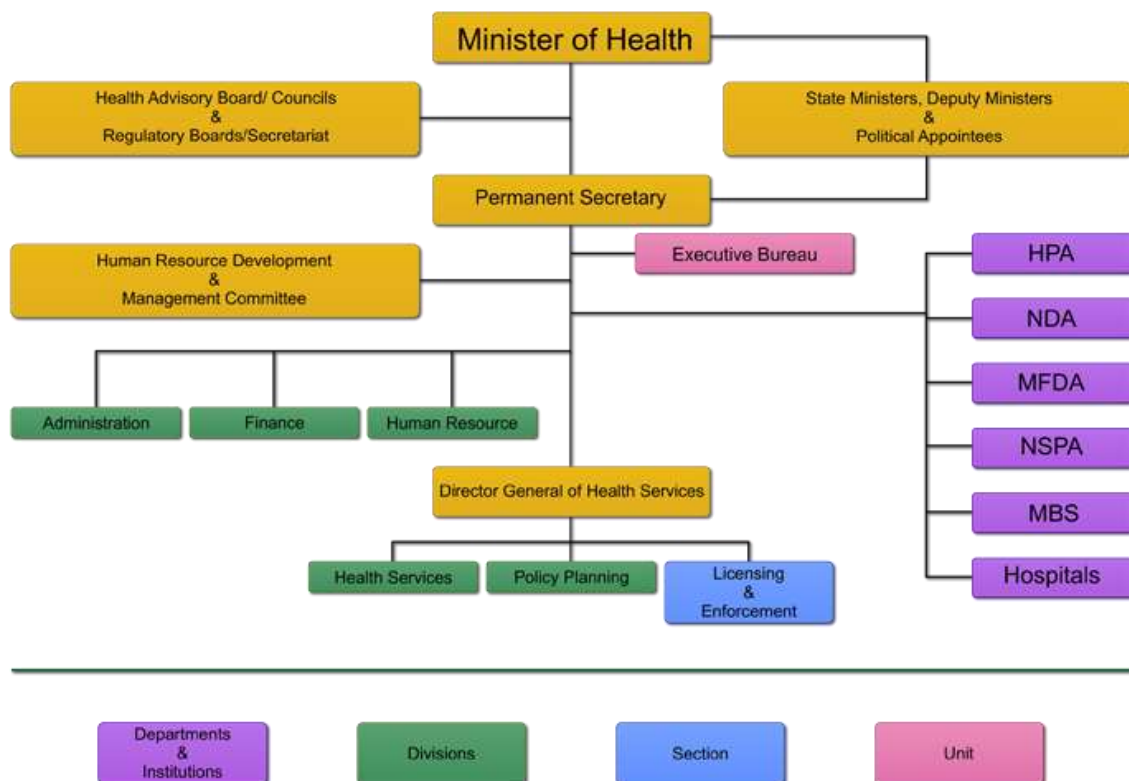 Minister of Health
Health Advisory Board/ Councils
&
Regulatory Boards/Secretariat
State Ministers, Deputy Ministers
&
Political Appointees
Permanent Secretary
Executive Bureau
Human Resource Development
&
Management Committee
HPA
NDA
MFDA
NSPA
MBS
Hospitals
Administration
Finance
Human Resource
Director General of Health Services
Health Services
Policy Planning
Licensing
&
Enforcement
Departments
&
Institutions
Divisions
Section
Unit